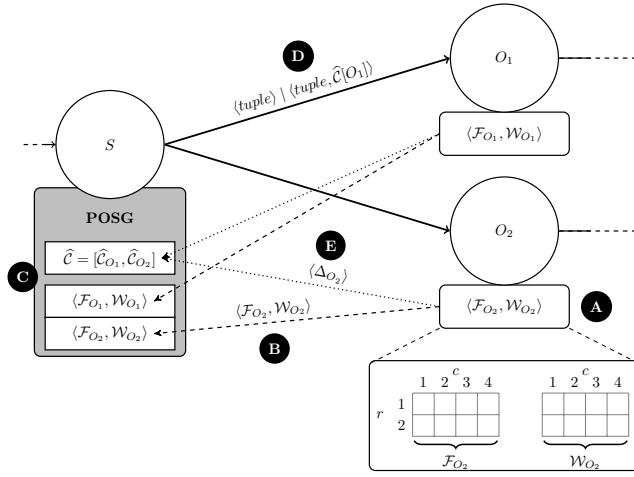 D
O₁
⟨tuple⟩ | ⟨tuple, Ĉ[O₁]⟩
⟨𝓕_{O₁}, 𝓦_{O₁}⟩
S
POSG
O₂
Ĉ = [Ĉ_{O₁}, Ĉ_{O₂}]
E
⟨Δ_{O₂}⟩
C
⟨𝓕_{O₁}, 𝓦_{O₁}⟩
⟨𝓕_{O₂}, 𝓦_{O₂}⟩
⟨𝓕_{O₂}, 𝓦_{O₂}⟩
⟨𝓕_{O₂}, 𝓦_{O₂}⟩
A
B
c c
1 2 3 4 1 2 3 4
r 1
2
𝓕_{O₂} 𝓦_{O₂}